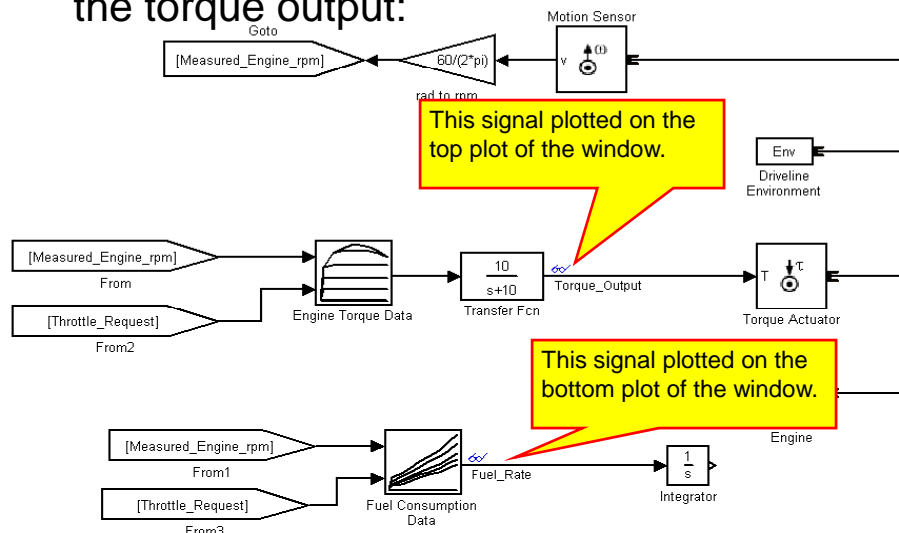 the torque output:
Motion Sensor
Goto
[Measured_Engine_rpm]
60/(2*pi)
v
rad to rpm
This signal plotted on the
top plot of the window.
Env
Driveline
Environment
[Measured_Engine_rpm]
From
[Throttle_Request]
From2
Engine Torque Data
10
s+10
Transfer Fcn
Torque_Output
T
τ
Torque Actuator
This signal plotted on the
bottom plot of the window.
Engine
[Measured_Engine_rpm]
From1
[Throttle_Request]
From3
Fuel Consumption
Data
Fuel_Rate
1
s
Integrator